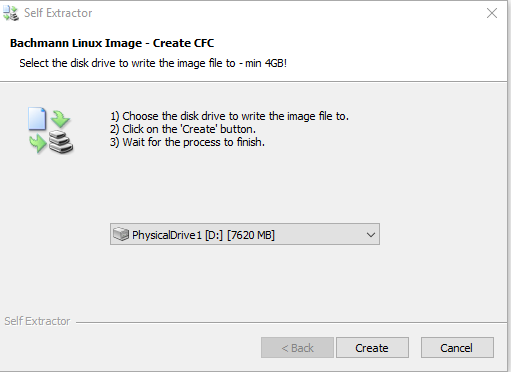 Self Extractor
Bachmann Linux Image - Create CFC
Select the disk drive to write the image file to - min 4GB!
1) Choose the disk drive to write the image file to.
2) Click on the 'Create' button.
3) Wait for the process to finish.
PhysicalDrive1 [D:] [7620 MB]
Self Extractor
< Back
Create
Cancel